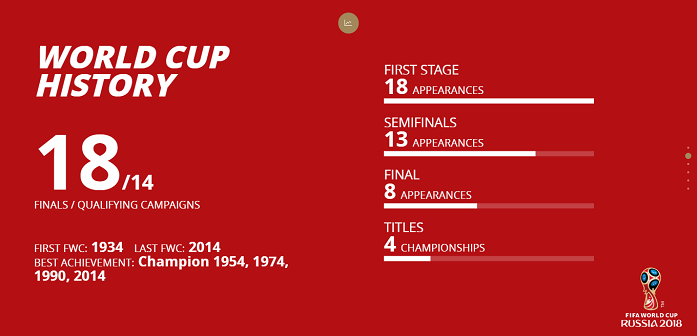 WORLD CUP
HISTORY
18/14
FINALS / QUALIFYING CAMPAIGNS
FIRST FWC: 1934 LAST FWC: 2014
BEST ACHIEVEMENT: Champion 1954, 1974,
1990, 2014
FIRST STAGE
18 APPEARANCES
SEMIFINALS
13 APPEARANCES
FINAL
8 APPEARANCES
TITLES
4 CHAMPIONSHIPS
FIFA WORLD CUP
RUSSIA 2018